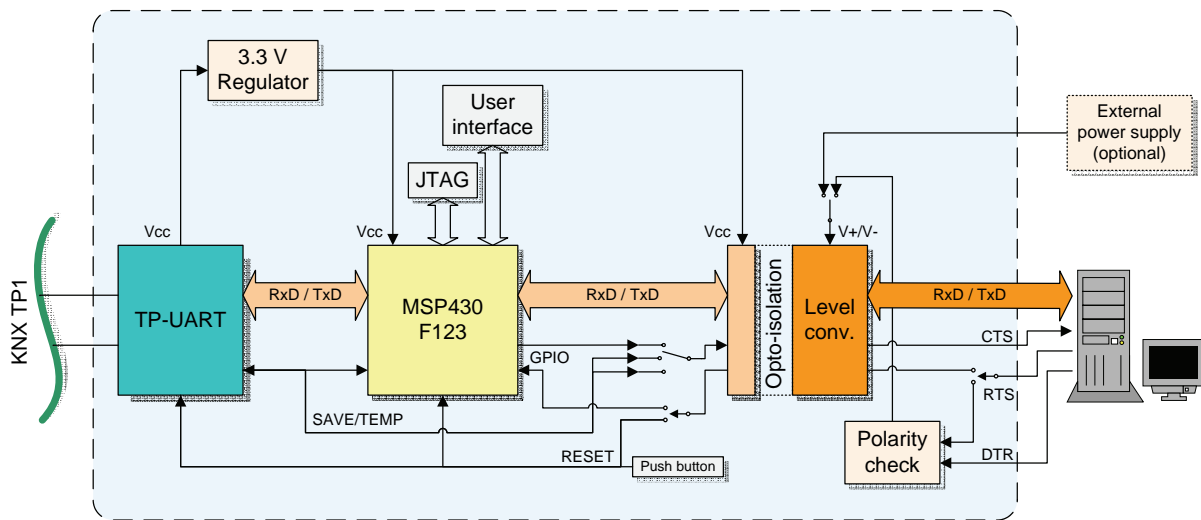 3.3 V
Regulator
User
interface
External
power supply
(optional)
JTAG
Vcc
Vcc
Vcc
V+/V-
KNX TP1
TP-UART
RxD / TxD
MSP430
F123
RxD / TxD
Opto-isolation
Level
conv.
RxD / TxD
CTS
GPIO
RTS
SAVE/TEMP
Polarity
check
RESET
Push button
DTR